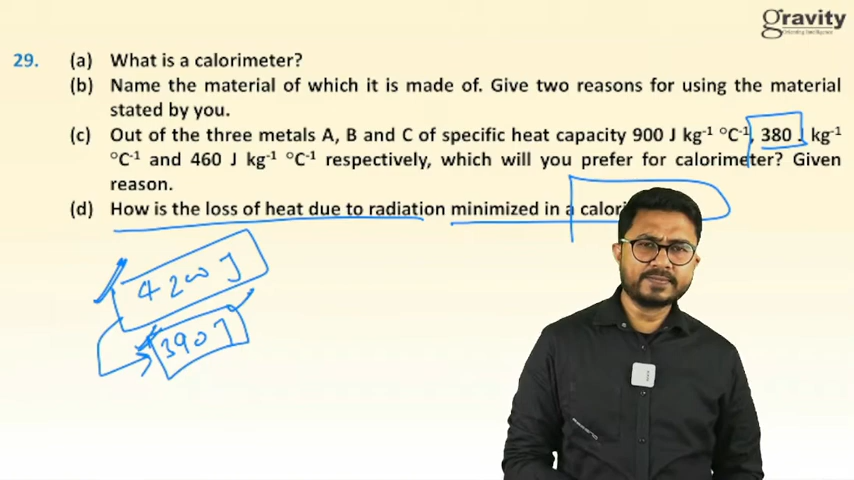 gravity
29. (a) What is a calorimeter?
(b) Name the material of which it is made of. Give two reasons for using the material
stated by you.
(c) Out of the three metals A, B and C of specific heat capacity 900 J kg⁻¹ °C⁻¹, 380 J kg⁻¹
°C⁻¹ and 460 J kg⁻¹ °C⁻¹ respectively, which will you prefer for calorimeter? Given
reason.
(d) How is the loss of heat due to radiation minimized in a
4200 J
390 J